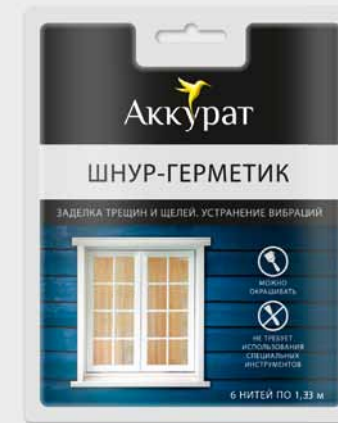 Аккурат
ШНУР-ГЕРМЕТИК
ЗАДЕЛКА ТРЕЩИН И ЩЕЛЕЙ. УСТРАНЕНИЕ ВИБРАЦИЙ
МОЖНО
ОКРАШИВАТЬ
НЕ ТРЕБУЕТ
ИСПОЛЬЗОВАНИЯ
СПЕЦИАЛЬНЫХ
ИНСТРУМЕНТОВ
6 НИТЕЙ ПО 1,33 м